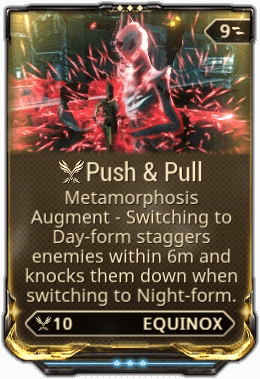 9
Push & Pull
Metamorphosis
Augment - Switching to
Day-form staggers
enemies within 6m and
knocks them down when
switching to Night-form.
10 EQUINOX